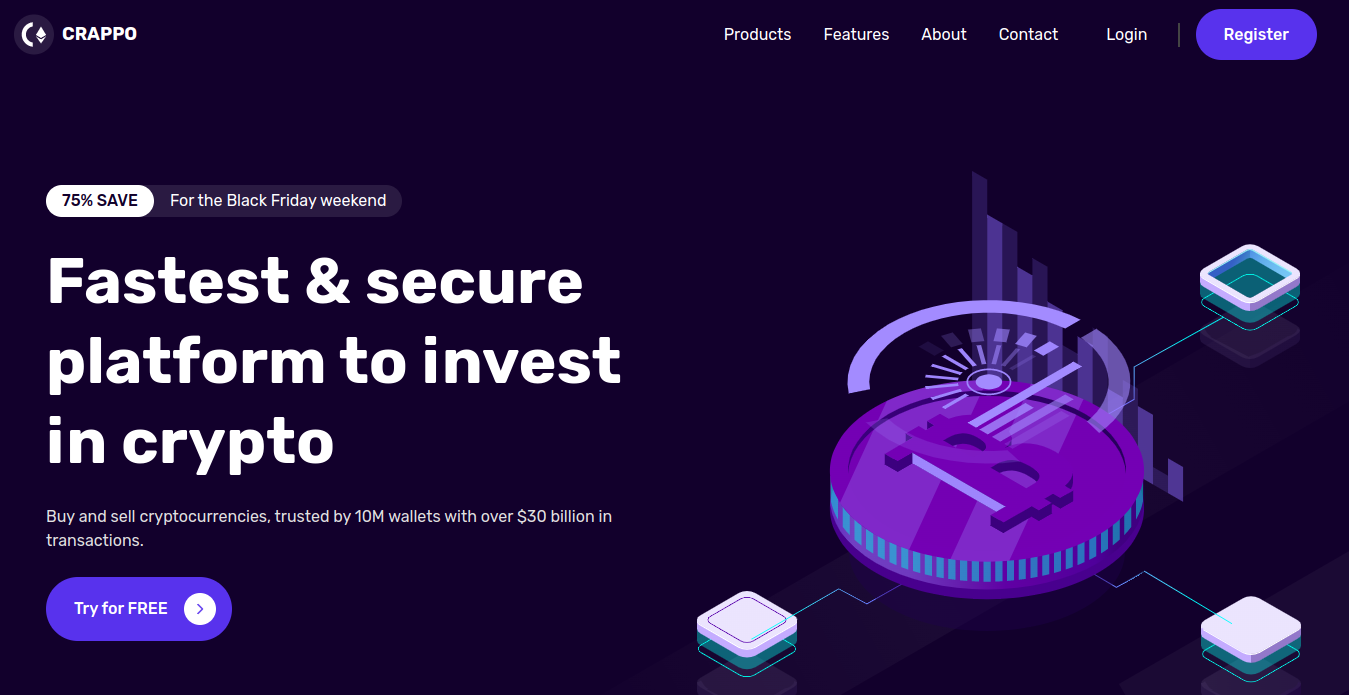 CRAPPO
Products Features About Contact Login Register
75% SAVE For the Black Friday weekend
Fastest & secure
platform to invest
in crypto
Buy and sell cryptocurrencies, trusted by 10M wallets with over $30 billion in
transactions.
Try for FREE